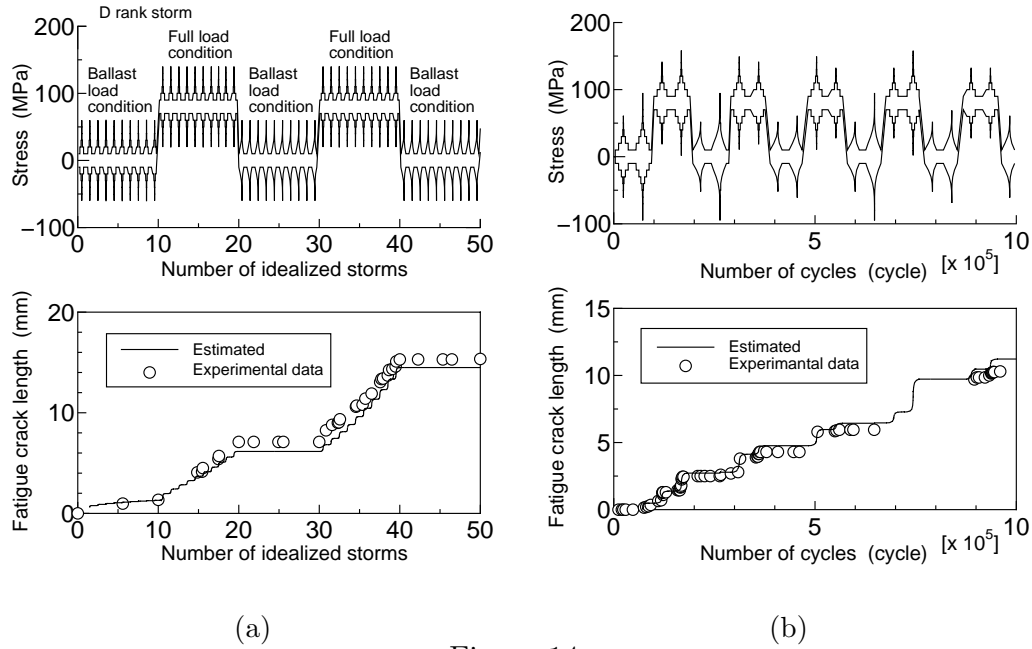 D rank storm
200
100
0
−100
Stress (MPa)
Full load
condition
Full load
condition
Ballast
load
condition
Ballast
load
condition
Ballast
load
condition
0 10 20 30 40 50
Number of idealized storms
200
100
0
−100
Stress (MPa)
0 5 10
[x 10^5]
Number of cycles (cycle)
20
10
0
Fatigue crack length (mm)
Estimated
Experimental data
0 10 20 30 40 50
Number of idealized storms
15
10
5
0
Fatigue crack length (mm)
Estimated
Experimantal data
0 5 10
[x 10^5]
Number of cycles (cycle)
(a) (b)